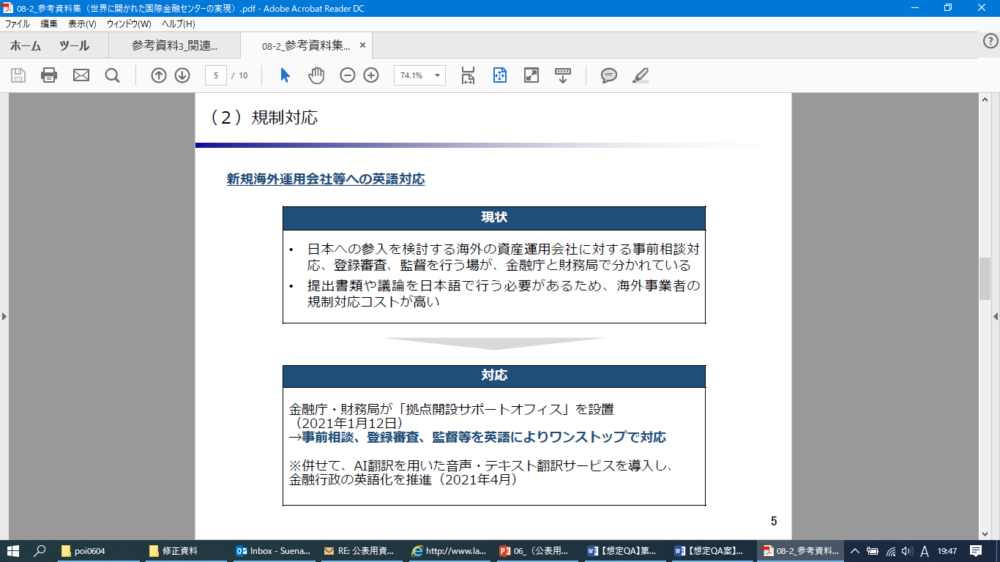 08-2_参考資料集（世界に開かれた国際金融センターの実現）.pdf - Adobe Acrobat Reader DC
ファイル 編集 表示(V) ウィンドウ(W) ヘルプ(H)
ホーム ツール 参考資料3_関連... 08-2_参考資料集... ×
5 / 10 74.1%
（２）規制対応
新規海外運用会社等への英語対応
現状
• 日本への参入を検討する海外の資産運用会社に対する事前相談対
応、登録審査、監督を行う場が、金融庁と財務局で分かれている
• 提出書類や議論を日本語で行う必要があるため、海外事業者の
規制対応コストが高い
対応
金融庁・財務局が「拠点開設サポートオフィス」を設置
（2021年1月12日）
→事前相談、登録審査、監督等を英語によりワンストップで対応
※併せて、AI翻訳を用いた音声・テキスト翻訳サービスを導入し、
金融行政の英語化を推進（2021年4月）
5
poi0604 修正資料 Inbox - Suena... RE: 公表用資... http://www.la... 06_（公表用... 【想定QA】第... 【想定QA案】... 08-2_参考資料... A 19:47